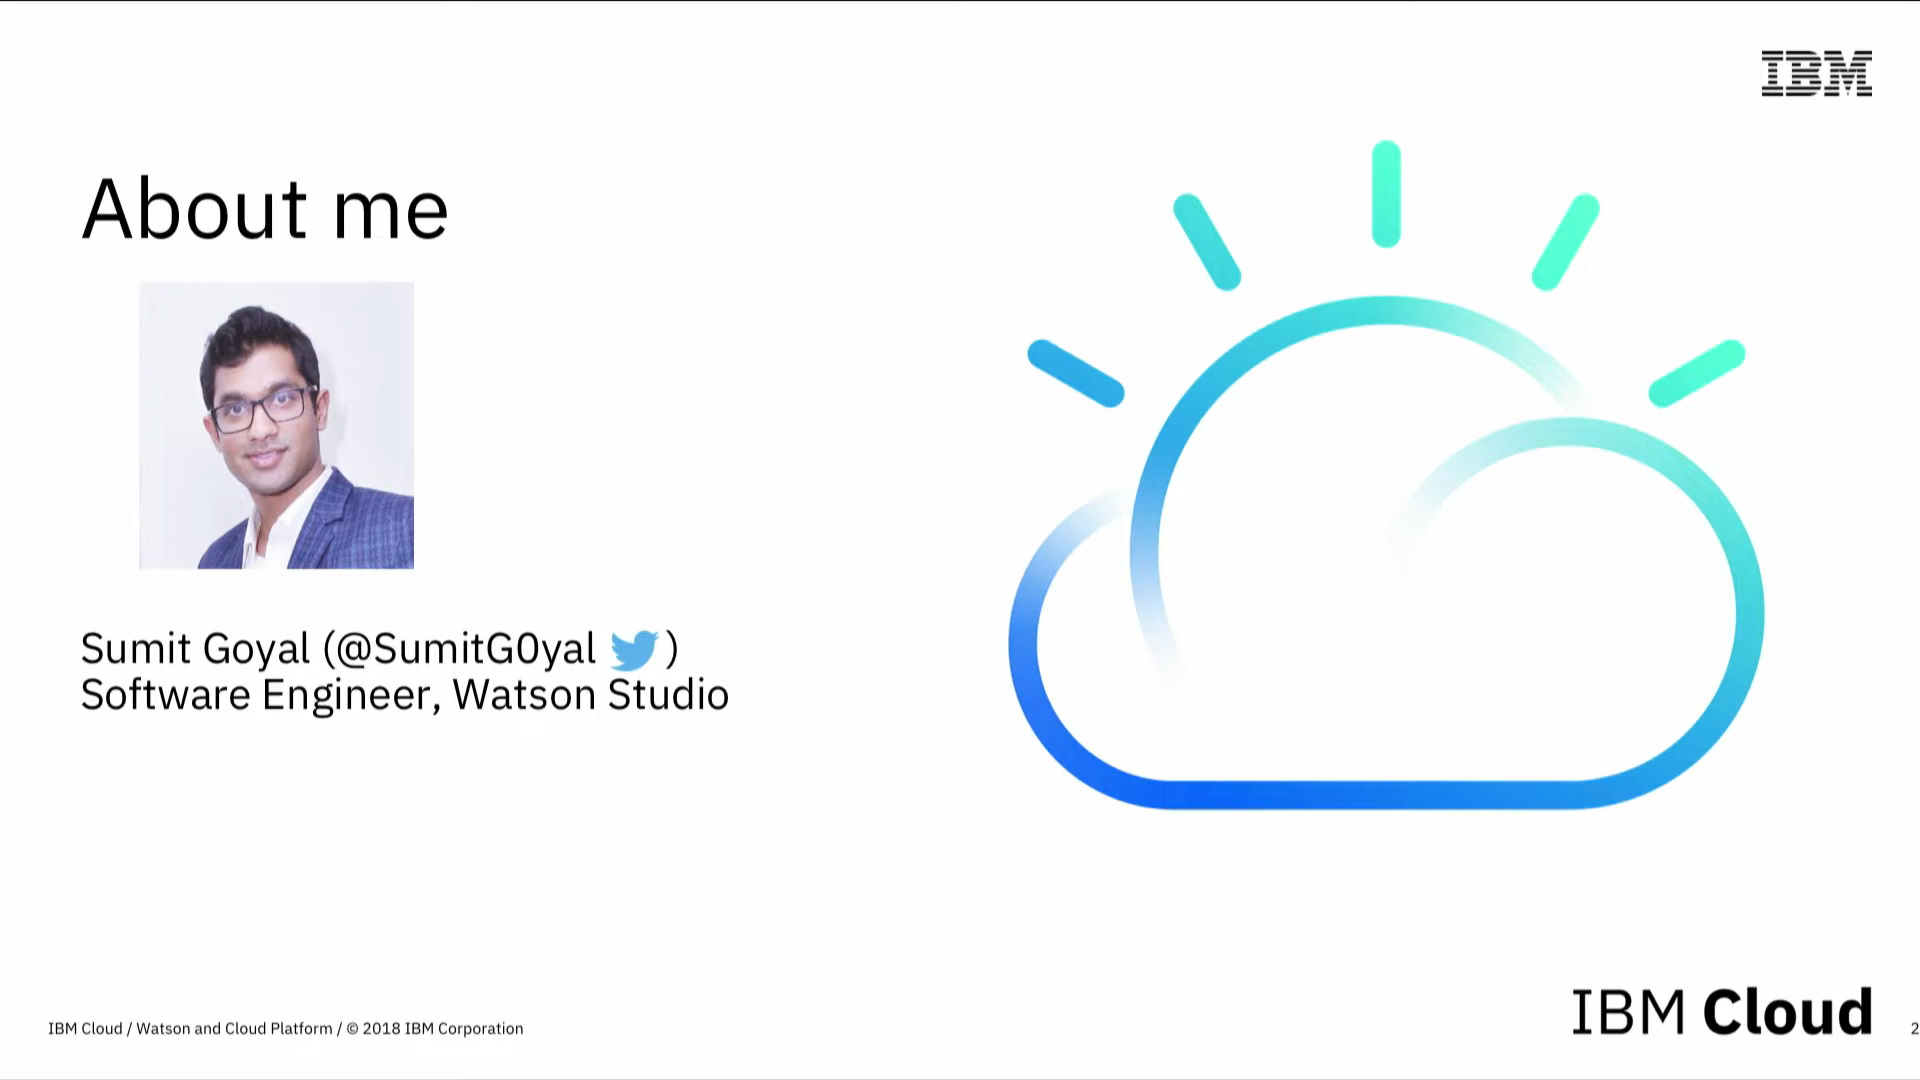 IBM
About me
Sumit Goyal (@SumitG0yal )
Software Engineer, Watson Studio
IBM Cloud / Watson and Cloud Platform / © 2018 IBM Corporation
IBM Cloud
2